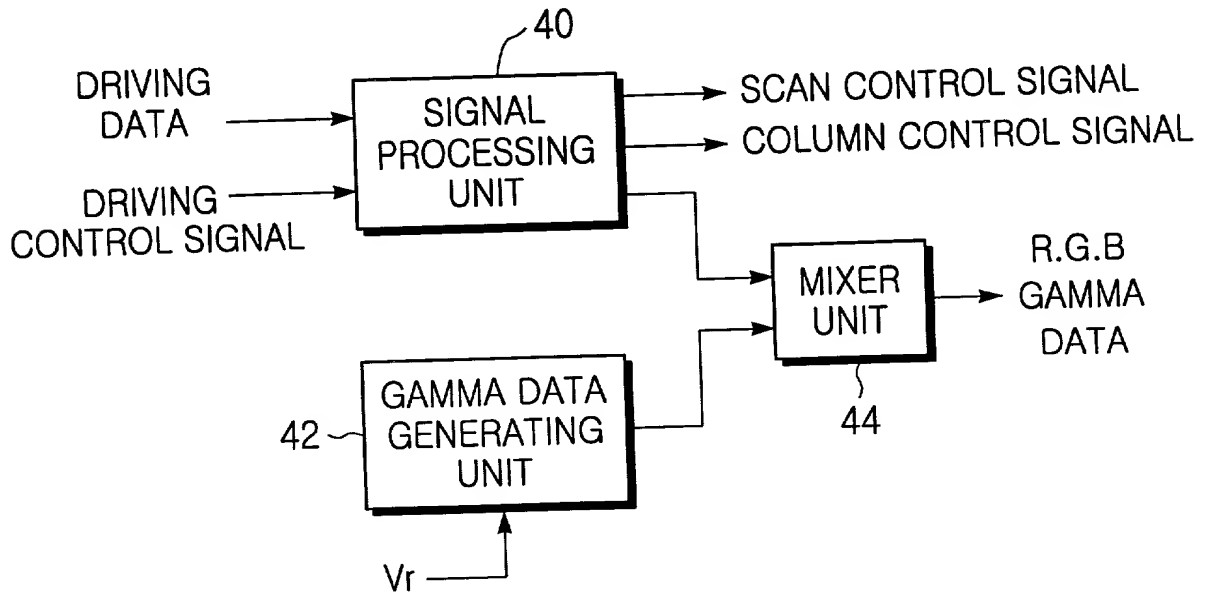 40
DRIVING
DATA
SIGNAL
PROCESSING
UNIT
SCAN CONTROL SIGNAL
COLUMN CONTROL SIGNAL
DRIVING
CONTROL SIGNAL
MIXER
UNIT
44
R.G.B
GAMMA
DATA
42
GAMMA DATA
GENERATING
UNIT
Vr